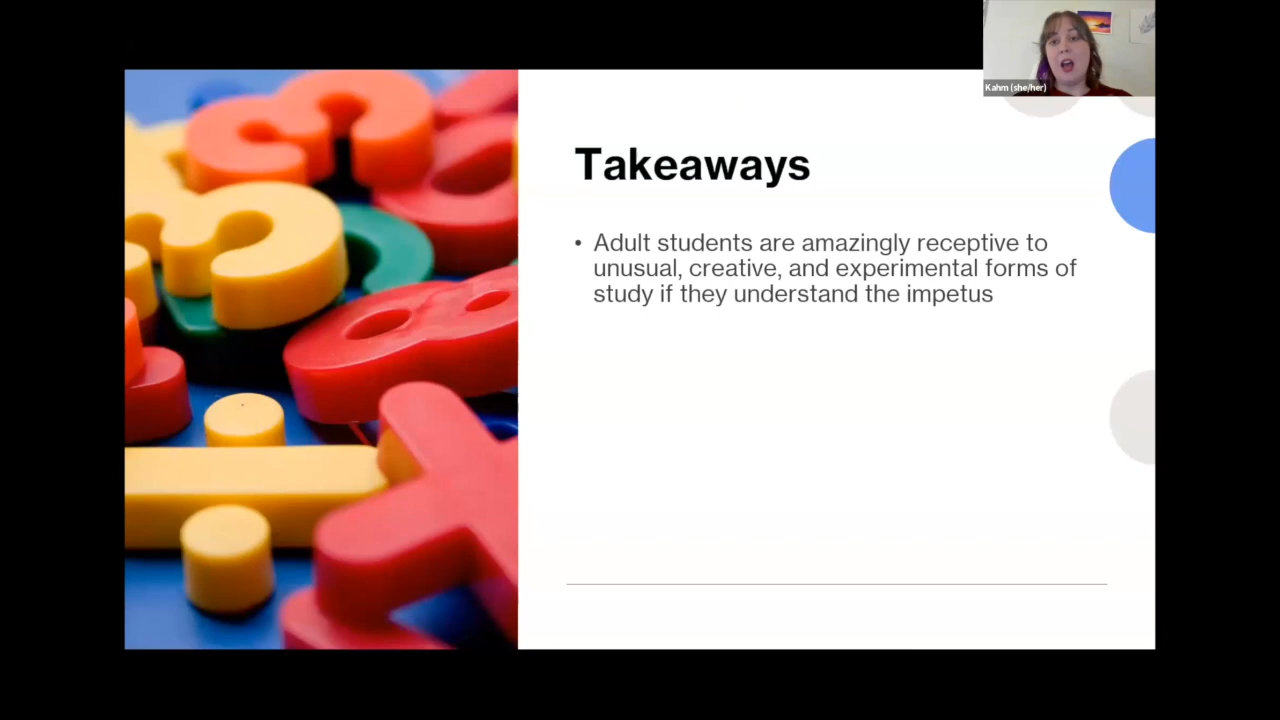 Kahm (she/her)
Takeaways
• Adult students are amazingly receptive to
unusual, creative, and experimental forms of
study if they understand the impetus